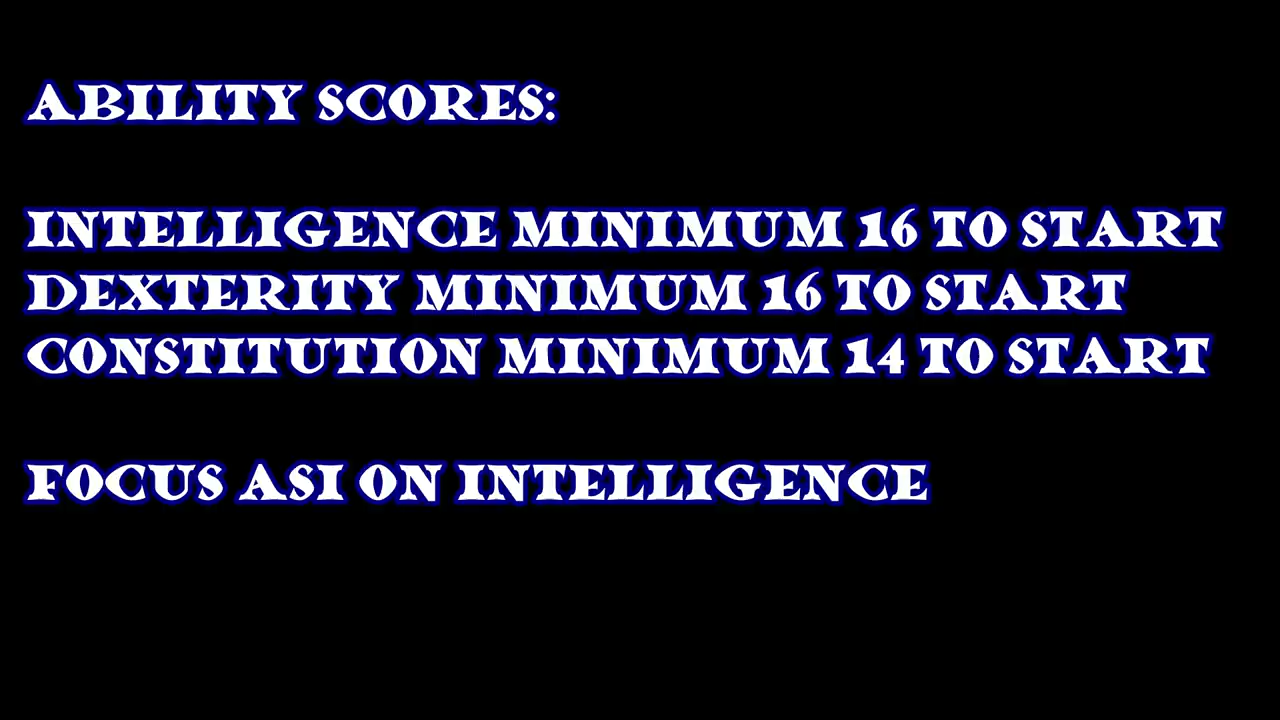 ABILITY SCORES:
INTELLIGENCE MINIMUM 16 TO START
DEXTERITY MINIMUM 16 TO START
CONSTITUTION MINIMUM 14 TO START
FOCUS ASI ON INTELLIGENCE